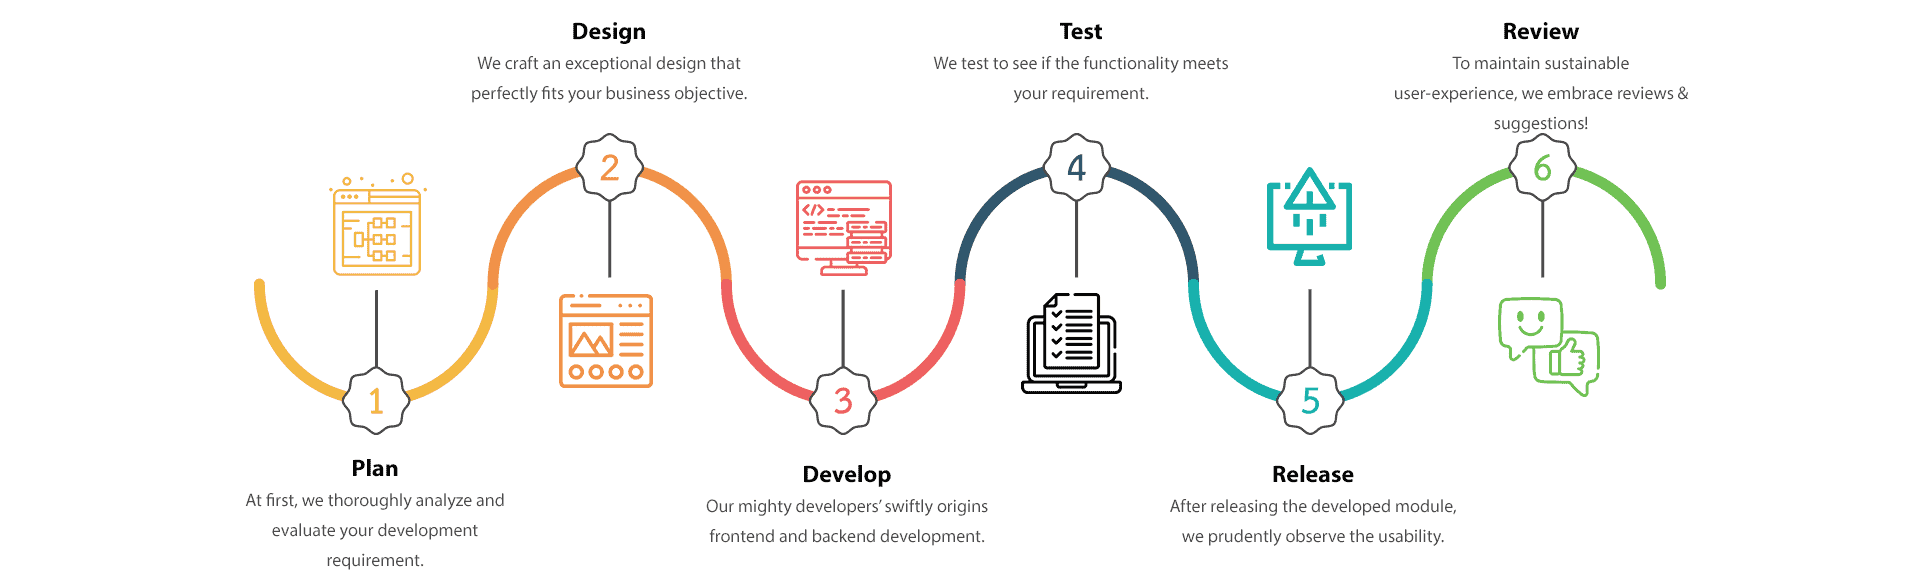 1
Plan
At first, we thoroughly analyze and
evaluate your development
requirement.
Design
We craft an exceptional design that
perfectly fits your business objective.
2
3
Develop
Our mighty developers’ swiftly origins
frontend and backend development.
Test
We test to see if the functionality meets
your requirement.
4
5
Release
After releasing the developed module,
we prudently observe the usability.
Review
To maintain sustainable
user-experience, we embrace reviews &
suggestions!
6